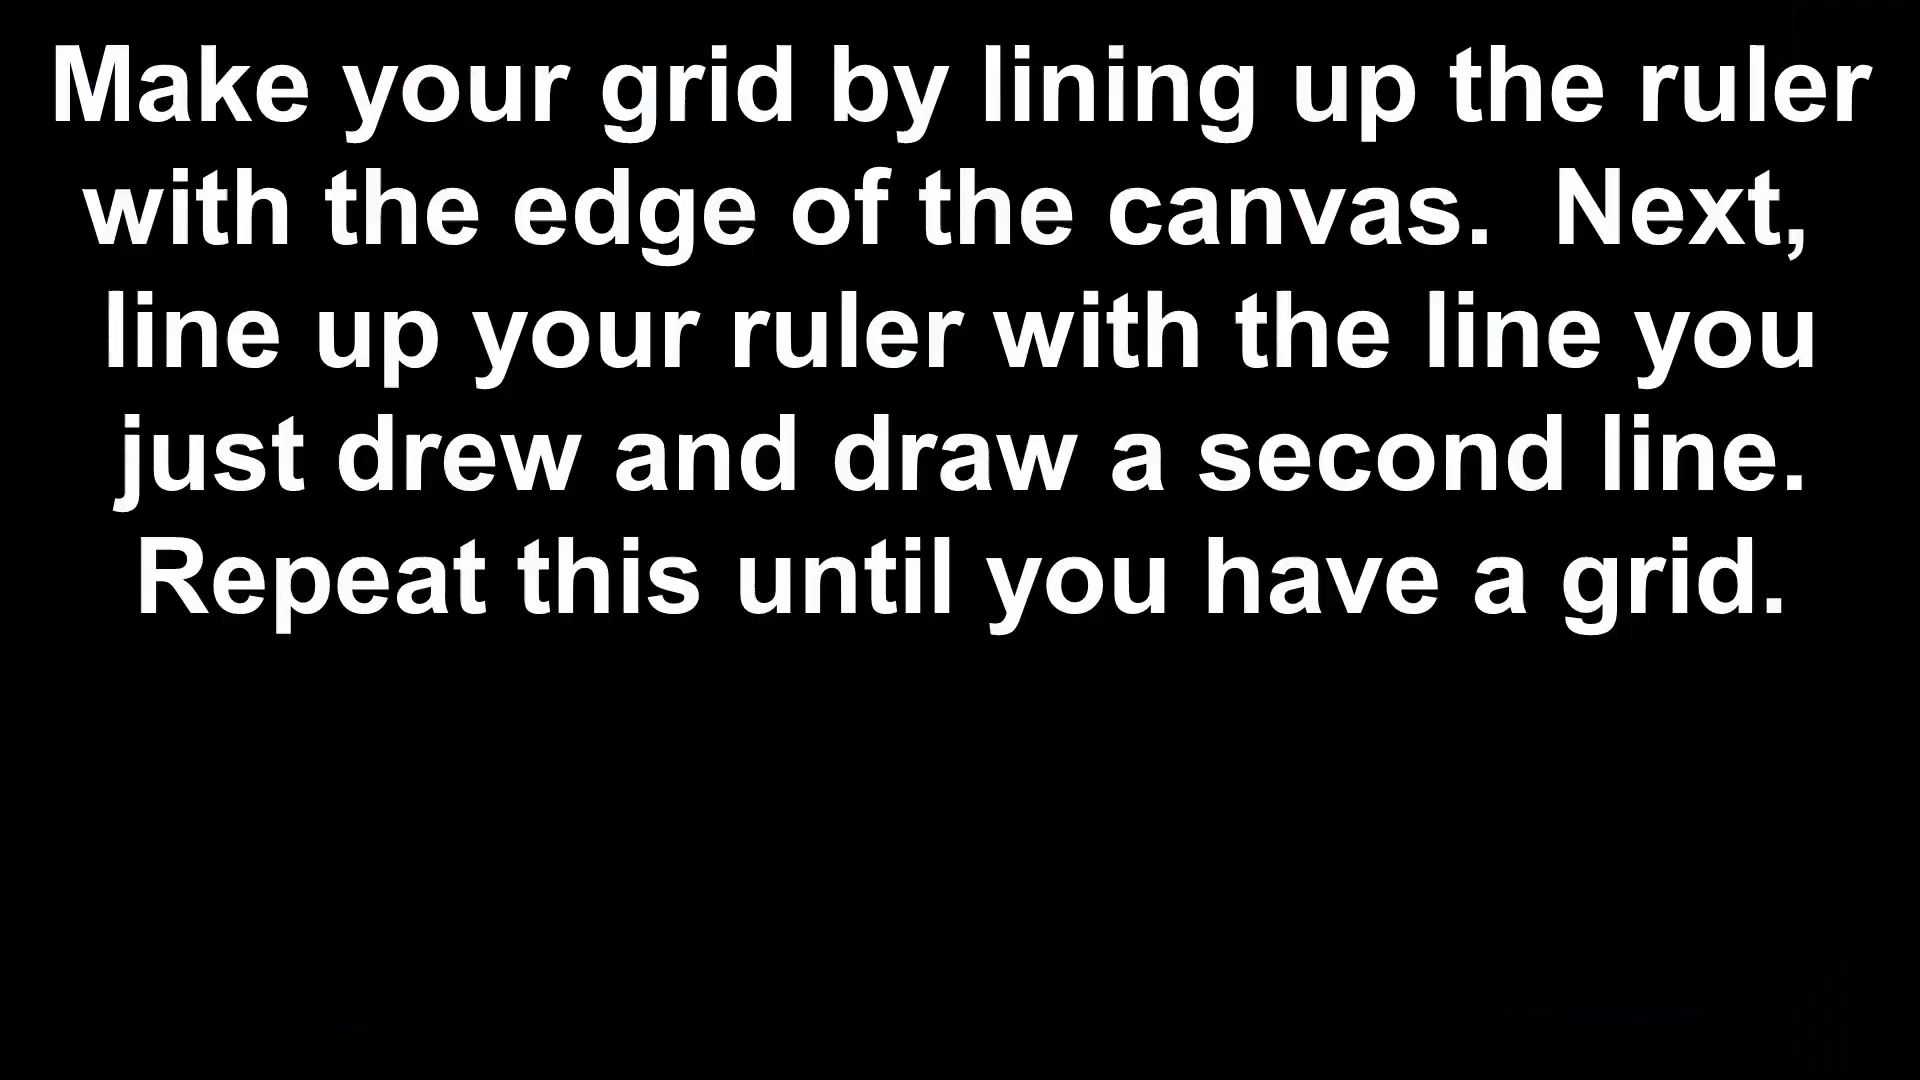 Make your grid by lining up the ruler
with the edge of the canvas.  Next,
line up your ruler with the line you
just drew and draw a second line.
Repeat this until you have a grid.